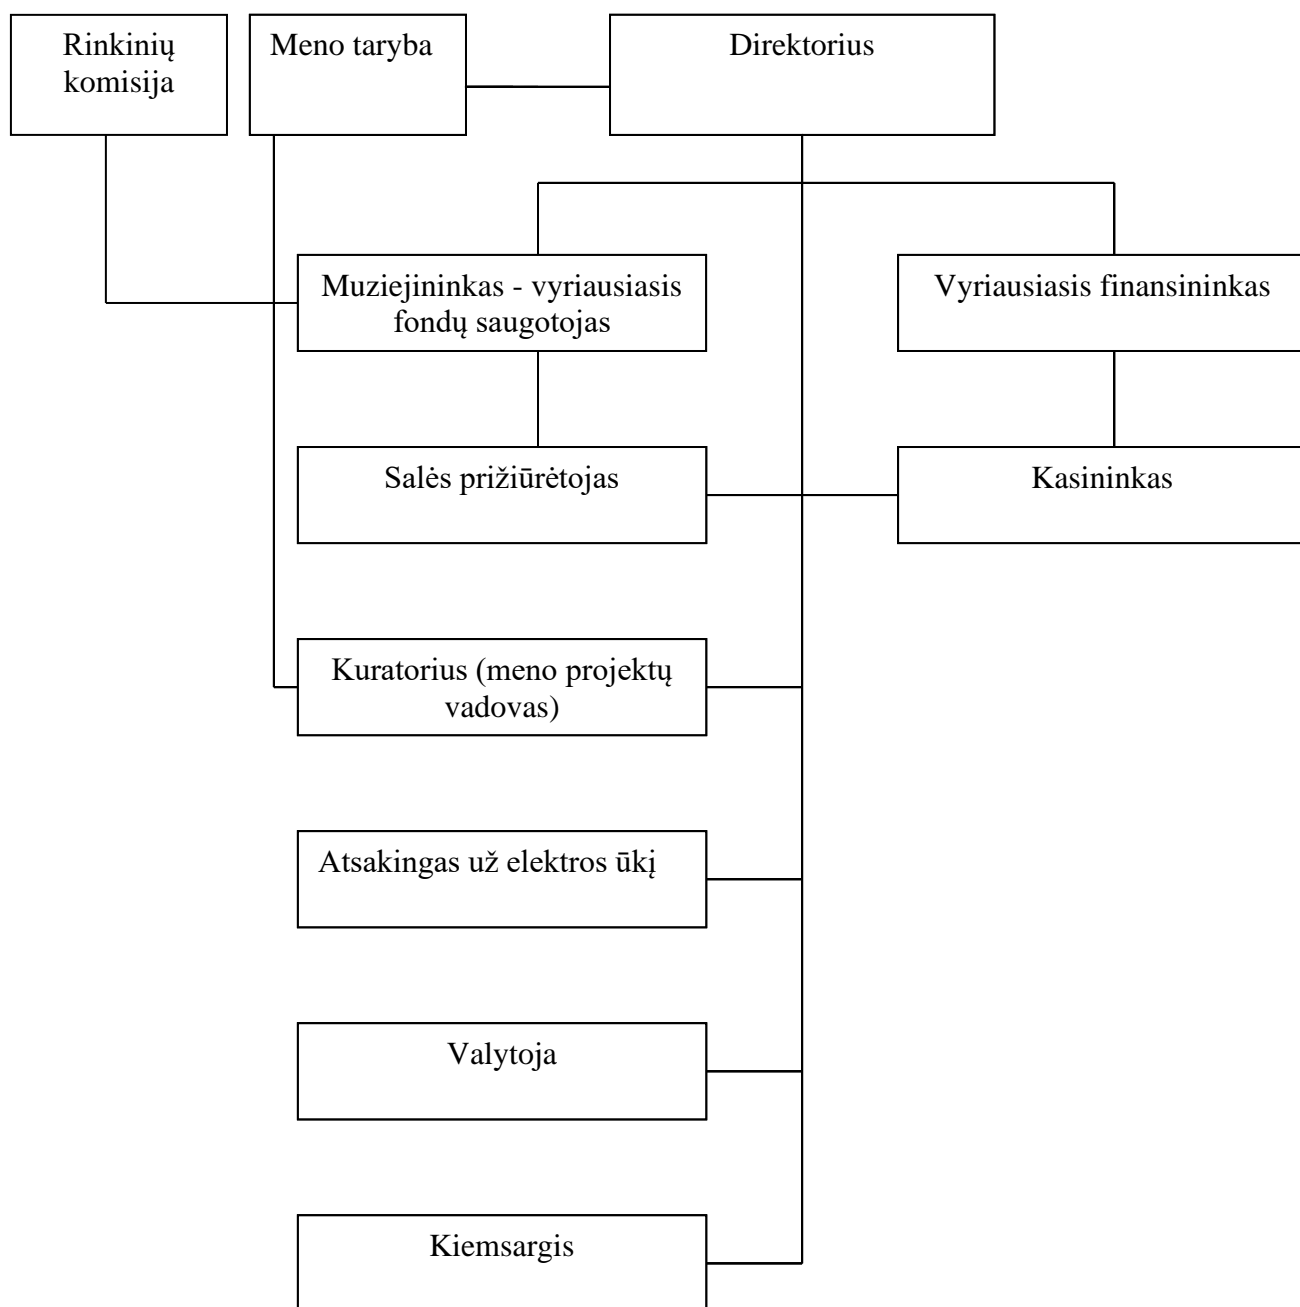 Rinkinių
komisija
Meno taryba
Direktorius
Muziejininkas - vyriausiasis
fondų saugotojas
Vyriausiasis finansininkas
Salės prižiūrėtojas
Kasininkas
Kuratorius (meno projektų
vadovas)
Atsakingas už elektros ūkį
Valytoja
Kiemsargis